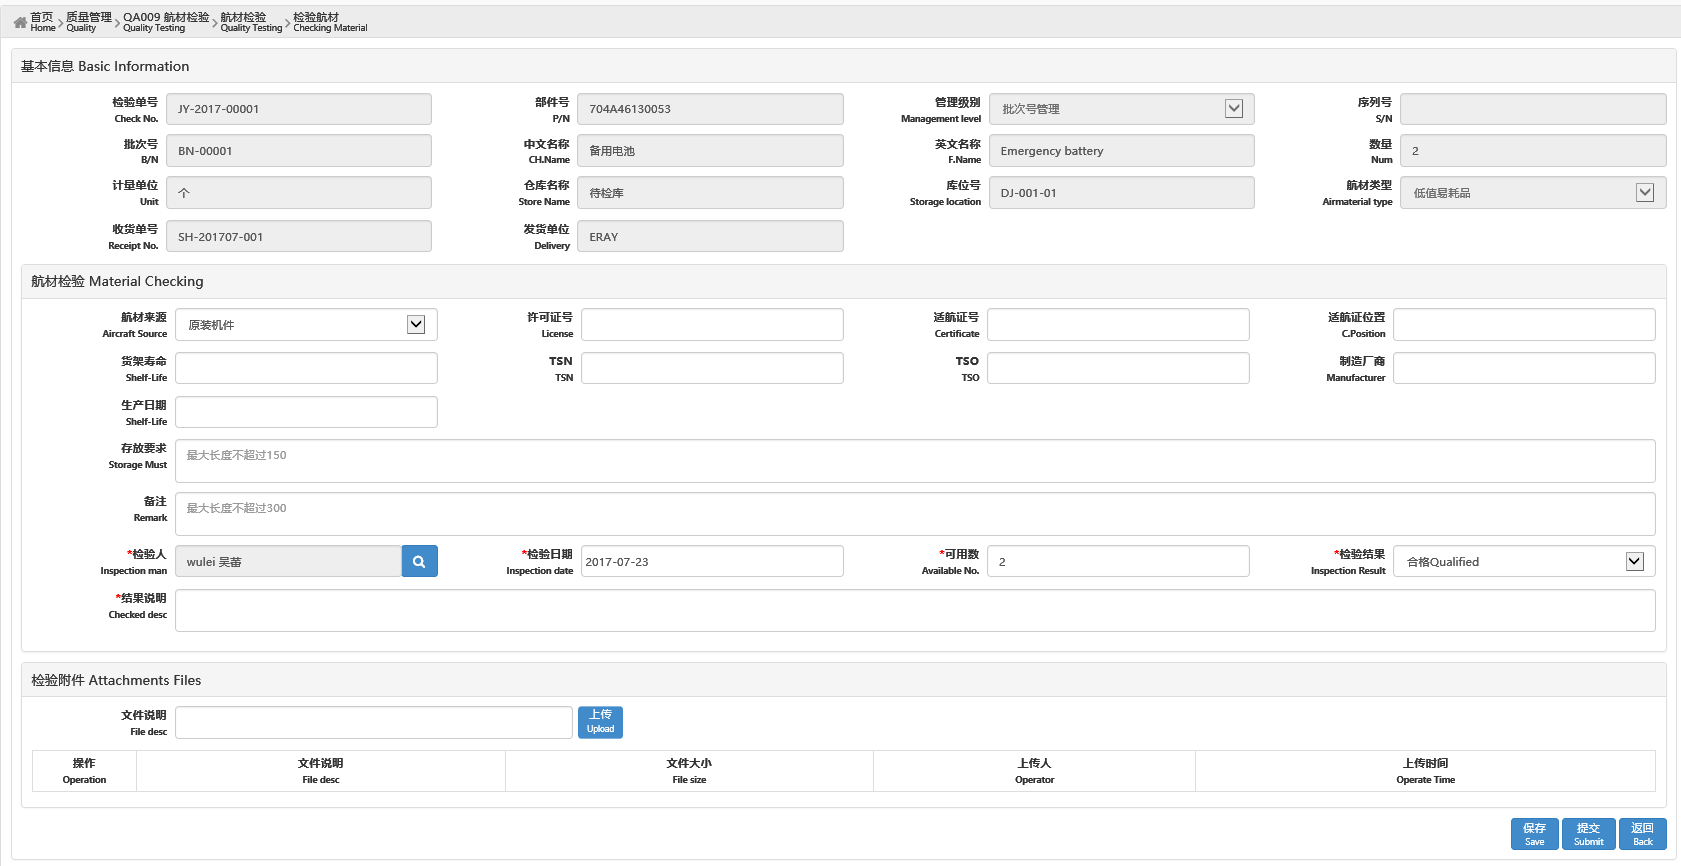 首页 质量管理 QA009 航材检验 航材检验 检验航材
Home Quality Quality Testing Quality Testing Checking Material
基本信息 Basic Information
检验单号 JY-2017-00001 部件号 704A46130053 管理级别 批次号管理 序列号
Check No. P/N Management level S/N
批次号 BN-00001 中文名称 备用电池 英文名称 Emergency battery 数量 2
B/N CH.Name F.Name Num
计量单位 个 仓库名称 待检库 库位号 DJ-001-01 航材类型 低值易耗品
Unit Store Name Storage location Airmaterial type
收货单号 SH-201707-001 发货单位 ERAY
Receipt No. Delivery
航材检验 Material Checking
航材来源 原装机件 许可证号 适航证号 适航证位置
Aircraft Source License Certificate C.Position
货架寿命 TSN TSO 制造厂商
Shelf-Life TSN TSO Manufacturer
生产日期
Shelf-Life
存放要求 最大长度不超过150
Storage Must
备注 最大长度不超过300
Remark
*检验人 wulei 吴蕾 *检验日期 2017-07-23 *可用数 2 *检验结果 合格Qualified
Inspection man Inspection date Available No. Inspection Result
*结果说明
Checked desc
检验附件 Attachments Files
文件说明 上传
File desc Upload
操作 文件说明 文件大小 上传人 上传时间
Operation File desc File size Operator Operate Time
保存 提交 返回
Save Submit Back